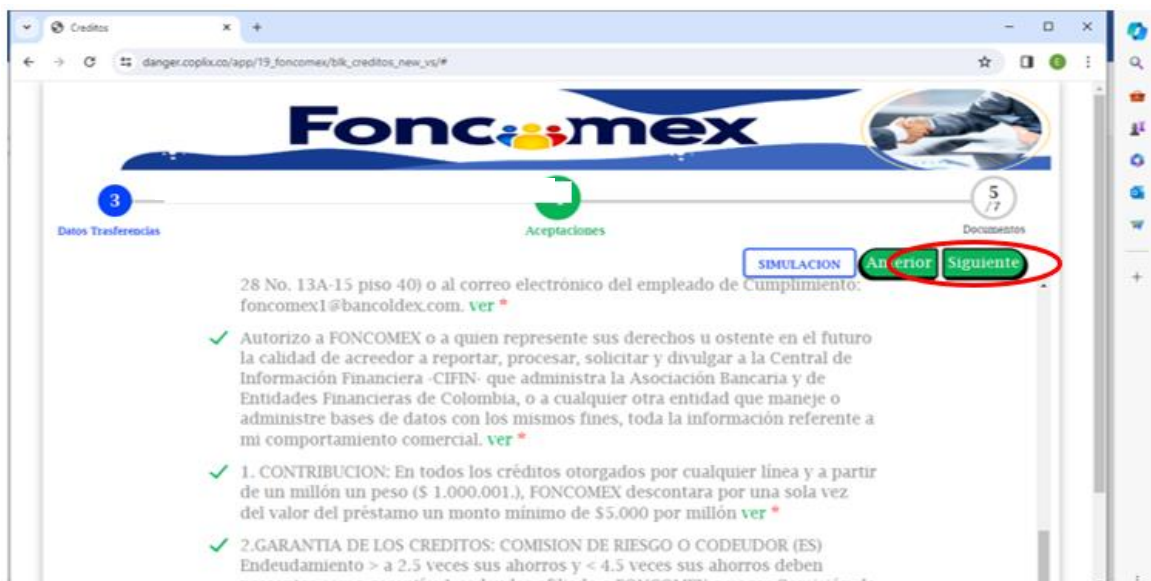 Creditos
danger.coplix.co/app/19_foncomex/blk_creditos_new_vs/#
Foncomex
3
5
/7
Datos Trasferencias
Aceptaciones
Documentos
SIMULACION
Anterior
Siguiente
28 No. 13A-15 piso 40) o al correo electrónico del empleado de Cumplimiento:
foncomex1@bancoldex.com. ver *
Autorizo a FONCOMEX o a quien represente sus derechos u ostente en el futuro
la calidad de acreedor a reportar, procesar, solicitar y divulgar a la Central de
Información Financiera -CIFIN- que administra la Asociación Bancaria y de
Entidades Financieras de Colombia, o a cualquier otra entidad que maneje o
administre bases de datos con los mismos fines, toda la información referente a
mi comportamiento comercial. ver *
1. CONTRIBUCION: En todos los créditos otorgados por cualquier línea y a partir
de un millón un peso ($ 1.000.001.), FONCOMEX descontara por una sola vez
del valor del préstamo un monto mínimo de $5.000 por millón ver *
2.GARANTIA DE LOS CREDITOS: COMISION DE RIESGO O CODEUDOR (ES)
Endeudamiento > a 2.5 veces sus ahorros y < 4.5 veces sus ahorros deben